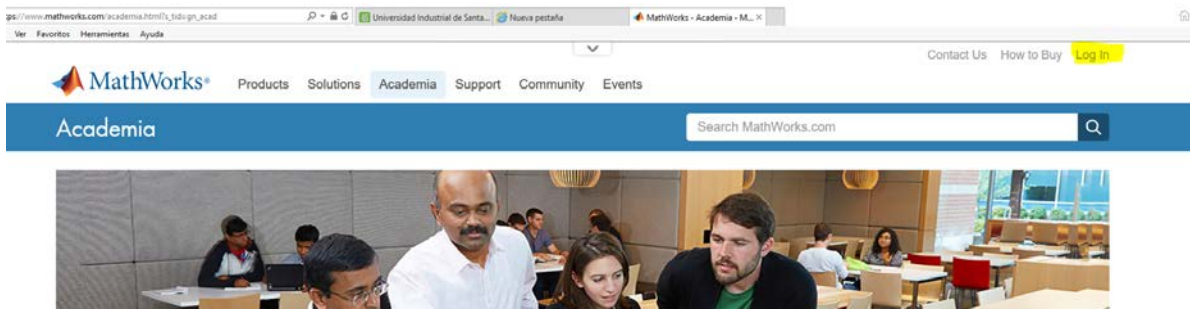 ps://www.mathworks.com/academia.html?s_tid=gn_acad
Universidad Industrial de Santa...
Nueva pestaña
MathWorks - Academia - M...
Ver Favoritos Herramientas Ayuda
Contact Us How to Buy Log In
MathWorks®
Products Solutions Academia Support Community Events
Academia
Search MathWorks.com